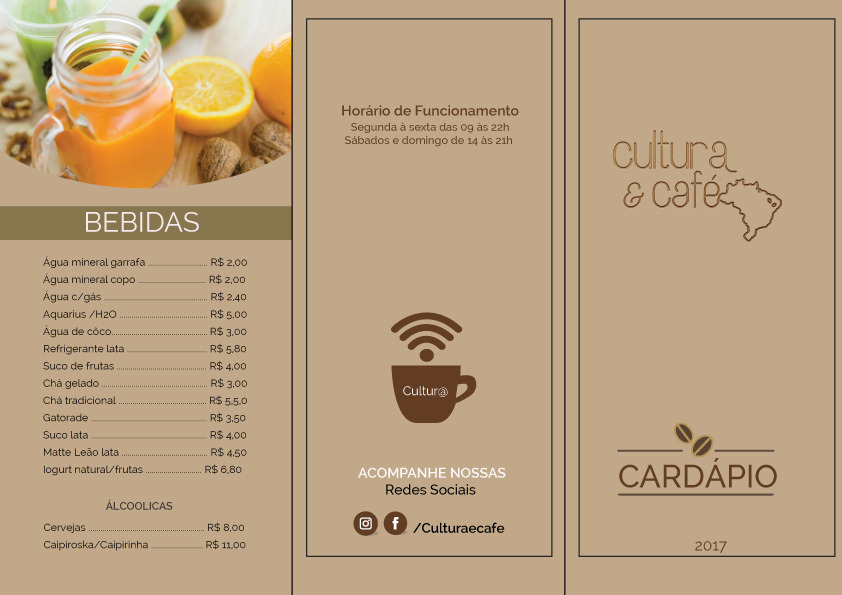 BEBIDAS
Água mineral garrafa ........................ R$ 2,00
Água mineral copo ........................... R$ 2,00
Água c/gás ........................................ R$ 2,40
Aquarius /H2O .................................. R$ 5,00
Água de côco..................................... R$ 3,00
Refrigerante lata ............................... R$ 5,80
Suco de frutas ................................... R$ 4,00
Chá gelado ......................................... R$ 3,00
Chá tradicional .................................. R$ 5,5,0
Gatorade ............................................ R$ 3,50
Suco lata ............................................ R$ 4,00
Matte Leão lata ................................. R$ 4,50
Iogurt natural/frutas ...................... R$ 6,80
ÁLCOOLICAS
Cervejas ............................................. R$ 8,00
Caipiroska/Caipirinha ..................... R$ 11,00
Horário de Funcionamento
Segunda à sexta das 09 às 22h
Sábados e domingo de 14 às 21h
Cultur@
ACOMPANHE NOSSAS
Redes Sociais
/Culturaecafe
cultura
& café
CARDÁPIO
2017